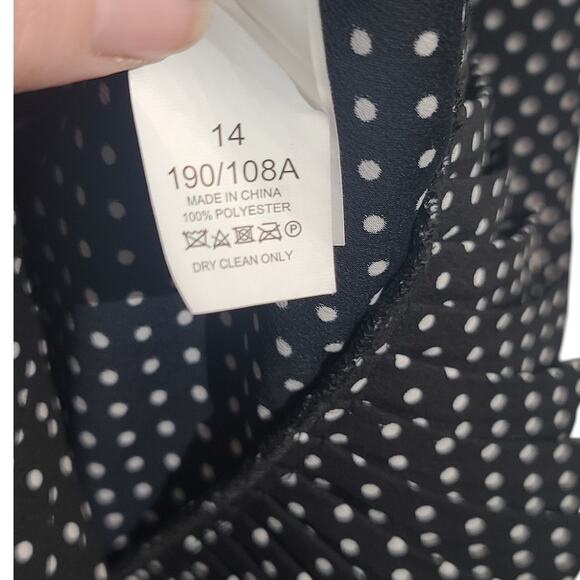 14
190/108A
MADE IN CHINA
100% POLYESTER
P
DRY CLEAN ONLY